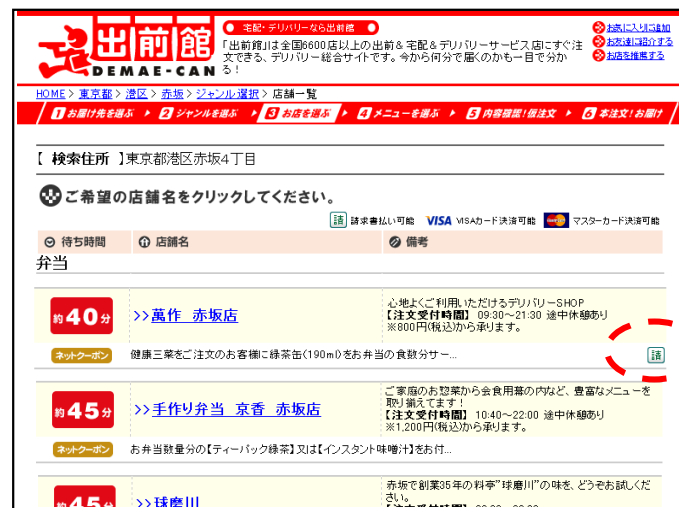 出前館
DEMAE-CAN
宅配・デリバリーなら出前館
「出前館」は全国6600店以上の出前&宅配&デリバリーサービス店にすぐ注
文できる、デリバリー総合サイトです。今から何分で届くのかも一目で分か
る!
お気に入りに追加
お友達に紹介する
お店を推薦する
HOME> 東京都> 港区> 赤坂> ジャンル選択> 店舗一覧
1 お届け先を選ぶ 2 ジャンルを選ぶ 3 お店を選ぶ 4 メニューを選ぶ 5 内容確認!仮注文 6 本注文!お届け
【 検索住所 】東京都港区赤坂4丁目
ご希望の店舗名をクリックしてください。
請 請求書払い可能 VISA VISAカード決済可能 マスターカード決済可能
待ち時間 店舗名 備考
弁当
約40分
>>萬作 赤坂店
心地よくご利用いただけるデリバリーSHOP
【注文受付時間】 09:30～21:30 途中休憩あり
※800円(税込)から承ります。
ネットクーポン 健康三菜をご注文のお客様に緑茶缶(190ml)をお弁当の食数分サー... 請
約45分
>>手作り弁当 京香 赤坂店
ご家庭のお惣菜から会食用幕の内など、豊富なメニューを
取り揃えてます!
【注文受付時間】 10:40～22:00 途中休憩あり
※1,200円(税込)から承ります。
ネットクーポン お弁当数量分の【ティーパック緑茶】又は【インスタント味噌汁】をお付...
約45分
>>球磨川
赤坂で創業35年の料亭"球磨川"の味を、どうぞお試しくだ
さい。